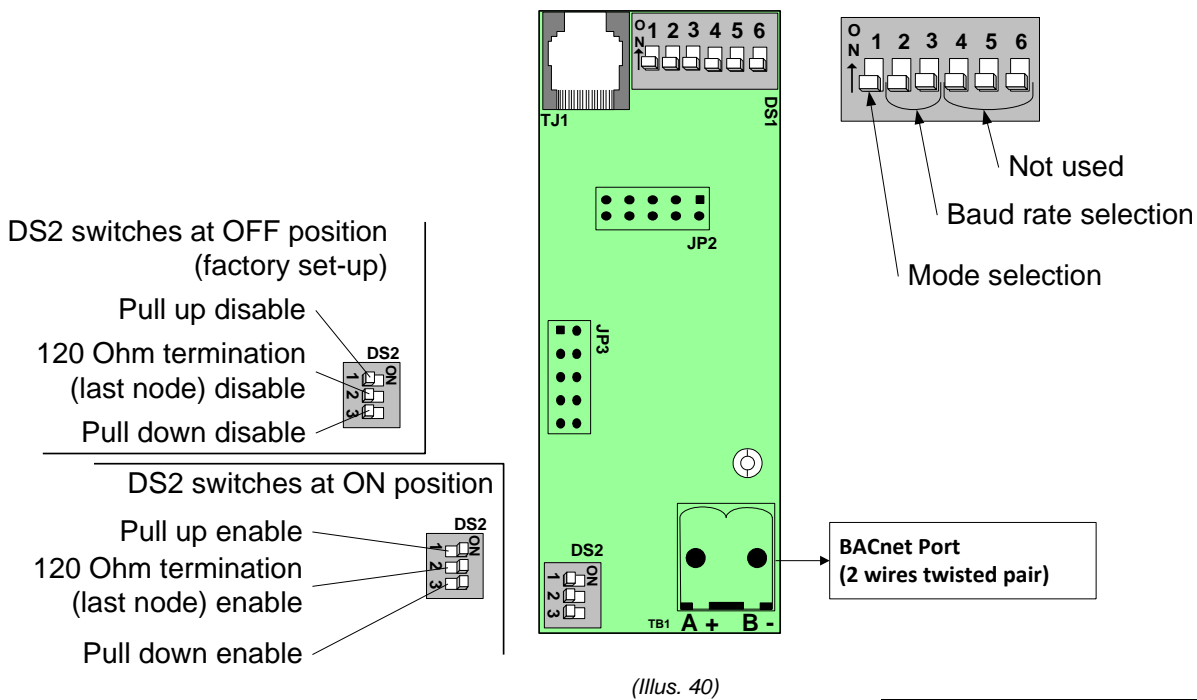 ON
1 2 3 4 5 6
TJ1
DS1
JP2
JP3
DS2
ON
1
2
3
TB1 A + B -
ON
1 2 3 4 5 6
Not used
Baud rate selection
Mode selection
DS2 switches at OFF position
(factory set-up)
Pull up disable
120 Ohm termination
(last node) disable
Pull down disable
DS2
ON
1
2
3
DS2 switches at ON position
Pull up enable
120 Ohm termination
(last node) enable
Pull down enable
DS2
ON
1
2
3
BACnet Port
(2 wires twisted pair)
(Illus. 40)